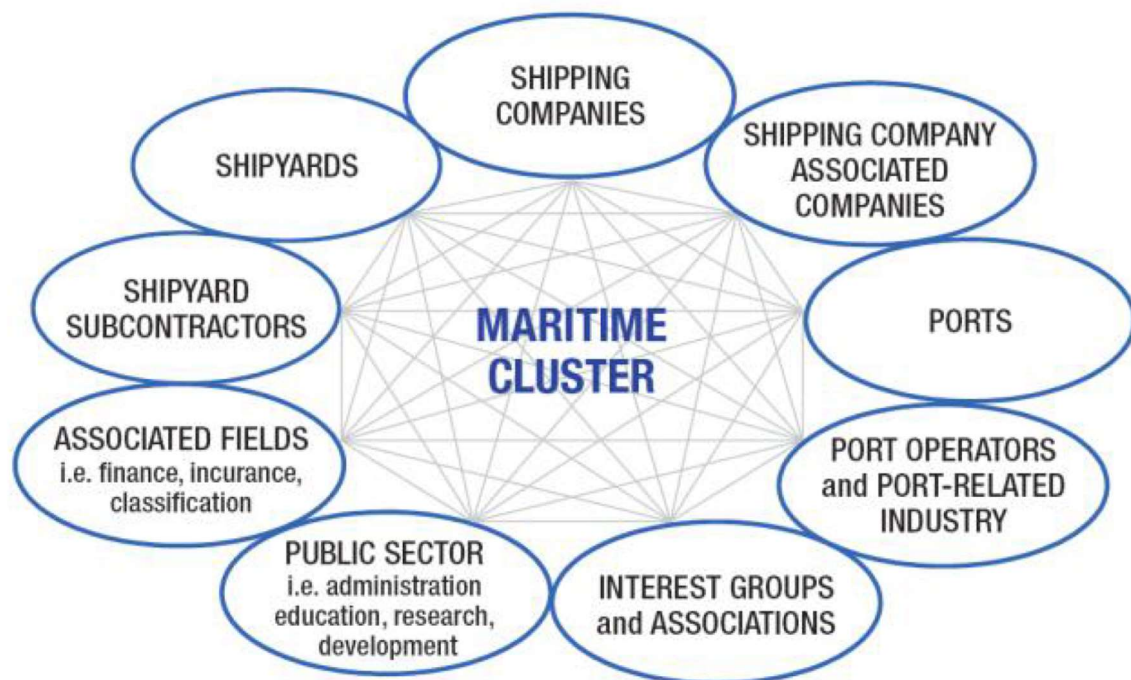 SHIPPING
COMPANIES
SHIPPING COMPANY
ASSOCIATED
COMPANIES
PORTS
PORT OPERATORS
and PORT-RELATED
INDUSTRY
INTEREST GROUPS
and ASSOCIATIONS
PUBLIC SECTOR
i.e. administration
education, research,
development
ASSOCIATED FIELDS
i.e. finance, incurance,
classification
SHIPYARD
SUBCONTRACTORS
SHIPYARDS
MARITIME
CLUSTER